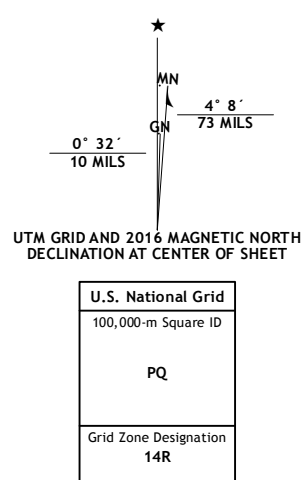 MN
GN
4° 8´
73 MILS
0° 32´
10 MILS
UTM GRID AND 2016 MAGNETIC NORTH
DECLINATION AT CENTER OF SHEET
U.S. National Grid
100,000-m Square ID
PQ
Grid Zone Designation
14R